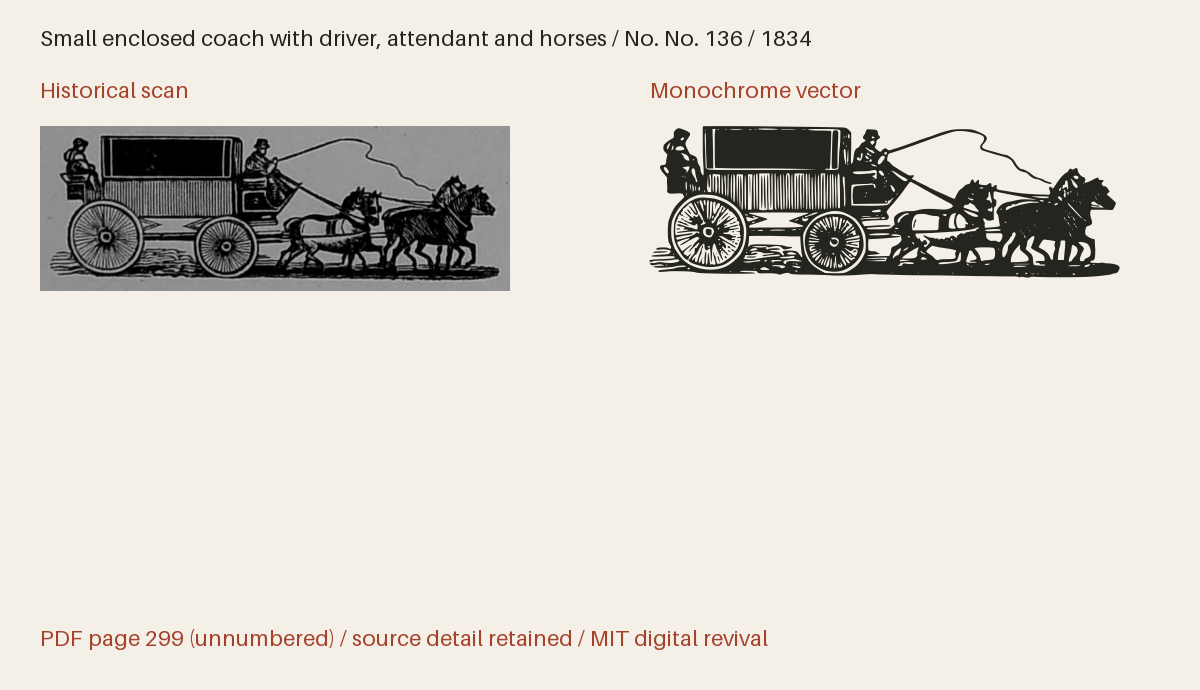 Small enclosed coach with driver, attendant and horses / No. No. 136 / 1834
Historical scan
Monochrome vector
PDF page 299 (unnumbered) / source detail retained / MIT digital revival